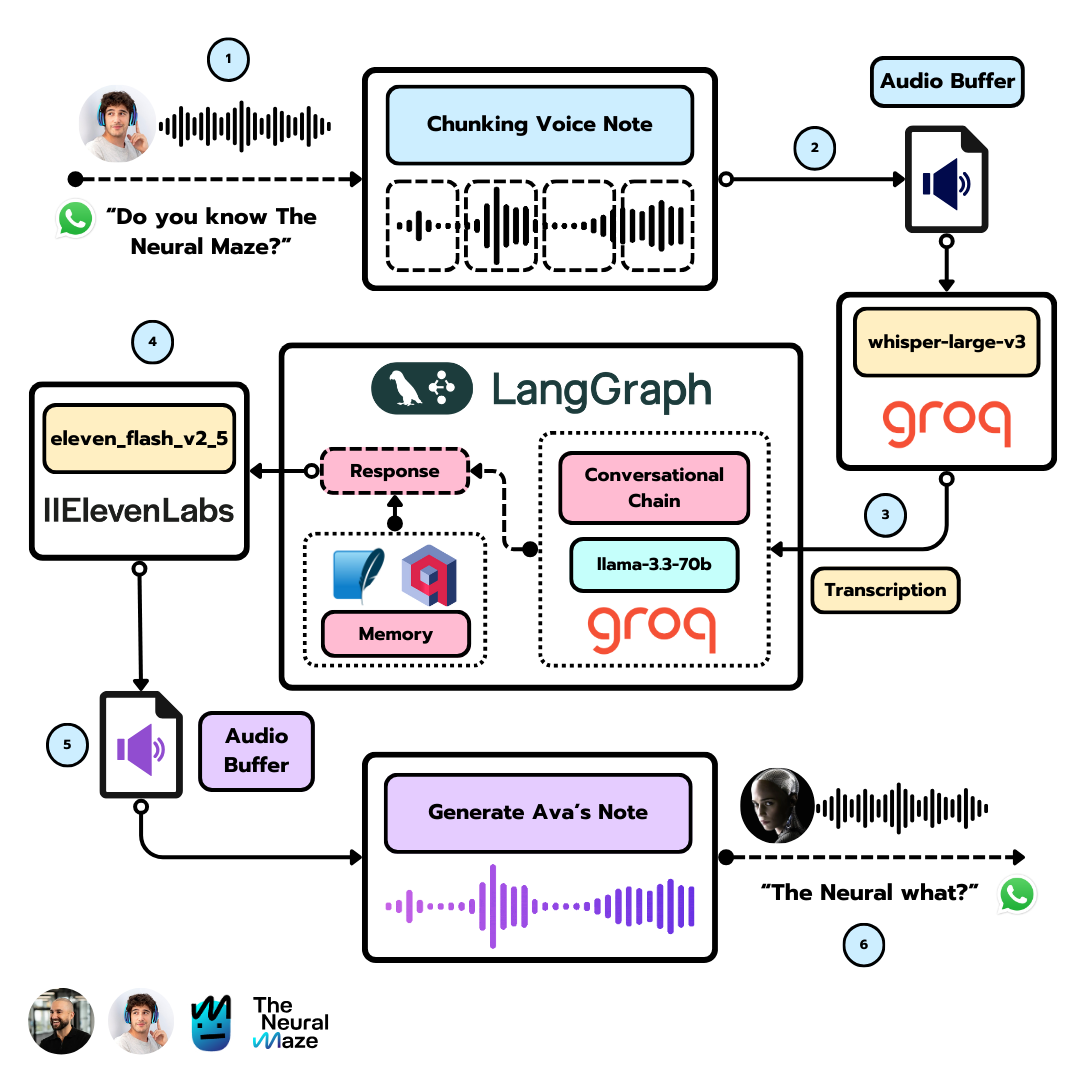 1
Audio Buffer
Chunking Voice Note
2
“Do you know The
Neural Maze?”
whisper-large-v3
groq
4
LangGraph
eleven_flash_v2_5
IIElevenLabs
Response
Conversational
Chain
llama-3.3-70b
groq
Memory
3
Transcription
5
Audio
Buffer
Generate Ava’s Note
“The Neural what?”
6
The
Neural
Maze